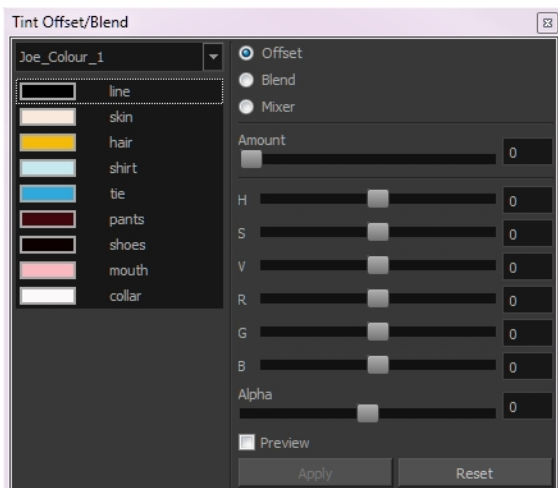 Tint Offset/Blend
Joe_Colour_1
line
skin
hair
shirt
tie
pants
shoes
mouth
collar
Offset
Blend
Mixer
Amount
0
H 0
S 0
V 0
R 0
G 0
B 0
Alpha
0
Preview
Apply Reset